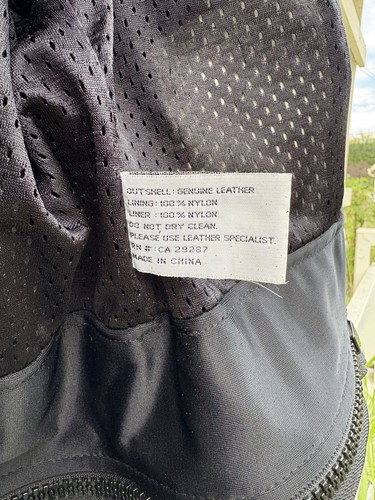 OUTSHELL: GENUINE LEATHER
LINING: 100% NYLON
LINER : 100% NYLON
DO NOT DRY CLEAN.
PLEASE USE LEATHER SPECIALIST.
RN #: CA 29287
MADE IN CHINA